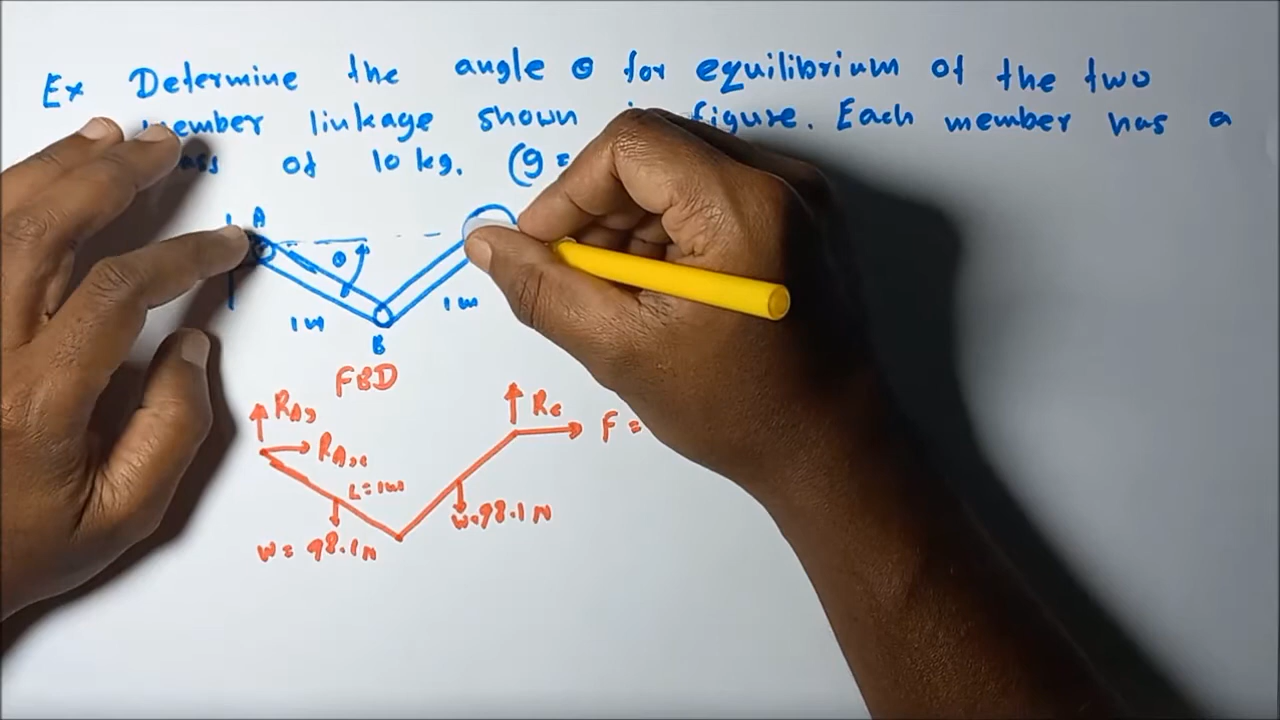 Ex Determine the angle θ for equilibrium of the two
member linkage shown figure. Each member has a
of 10 kg. (g =
A
θ
1m
1m
B
FBD
RAy
RAx
Rc
F =
L=1m
W=98.1N
W=98.1N